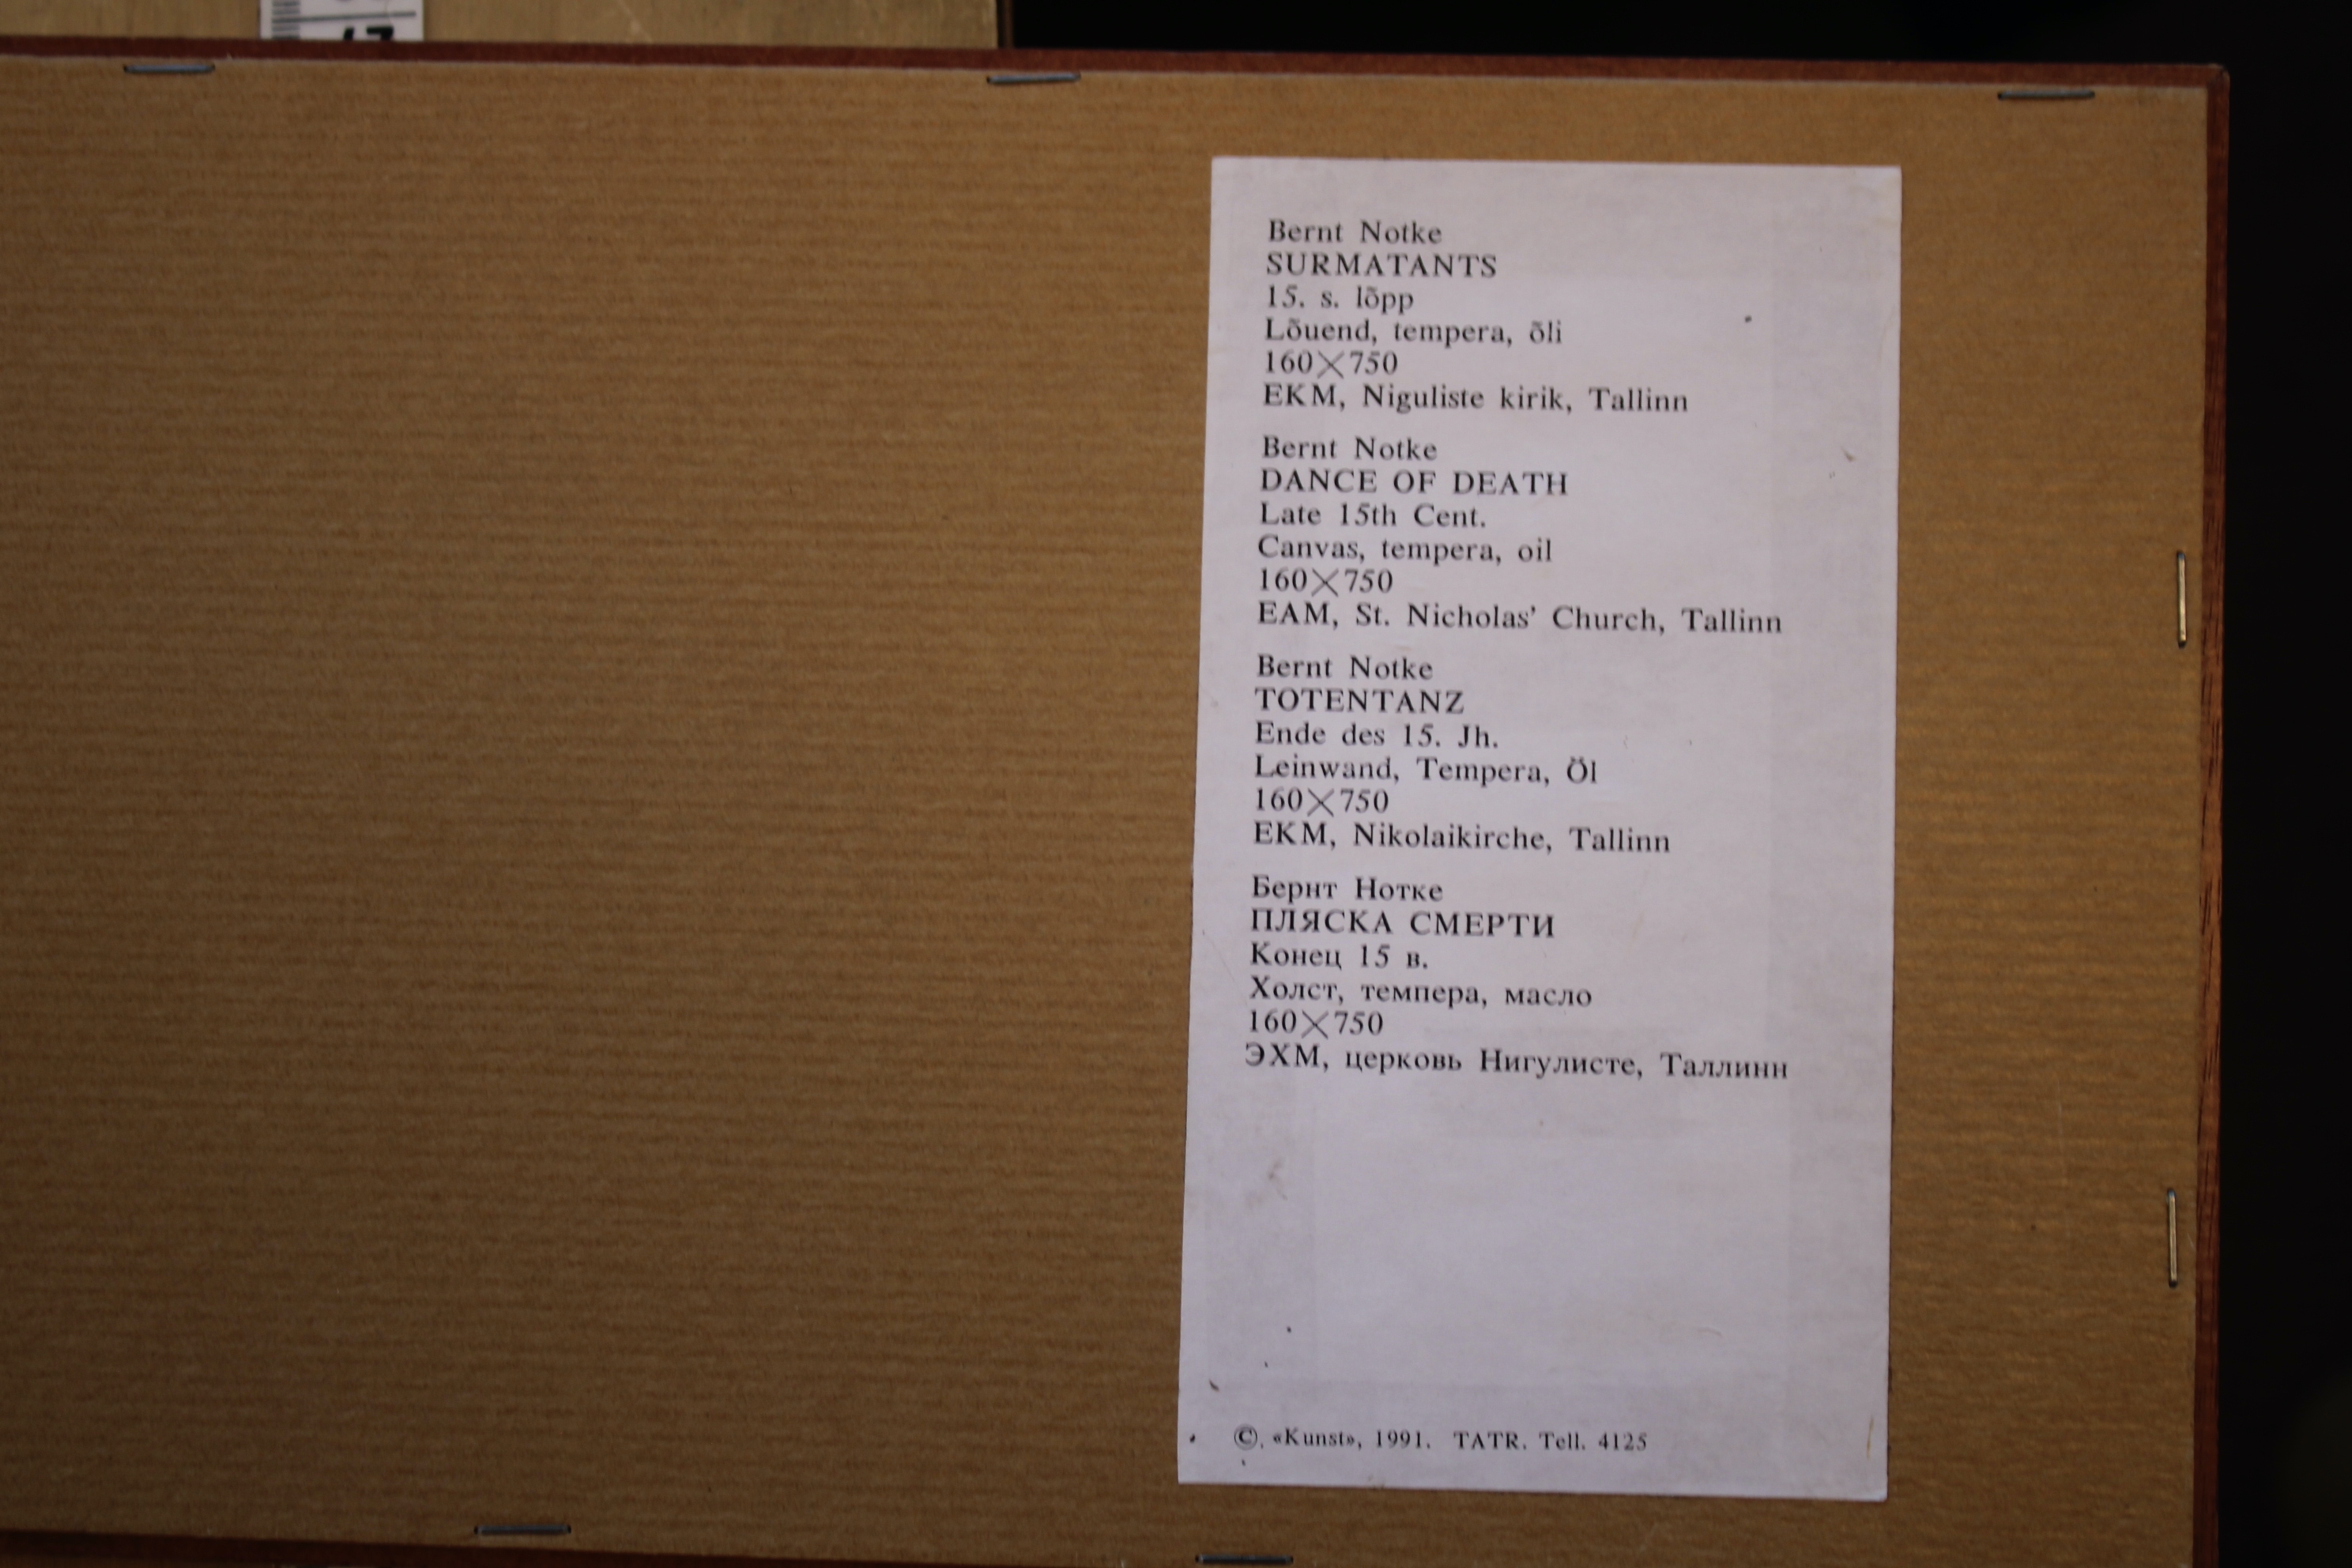 Bernt Notke
SURMATANTS
15. s. lõpp
Lõuend, tempera, õli
160×750
EKM, Niguliste kirik, Tallinn
Bernt Notke
DANCE OF DEATH
Late 15th Cent.
Canvas, tempera, oil
160×750
EAM, St. Nicholas’ Church, Tallinn
Bernt Notke
TOTENTANZ
Ende des 15. Jh.
Leinwand, Tempera, Öl
160×750
EKM, Nikolaikirche, Tallinn
Бернт Нотке
ПЛЯСКА СМЕРТИ
Конец 15 в.
Холст, темпера, масло
160×750
ЭХМ, церковь Нигулисте, Таллинн
©, «Kunst», 1991. TATR. Tell. 4125